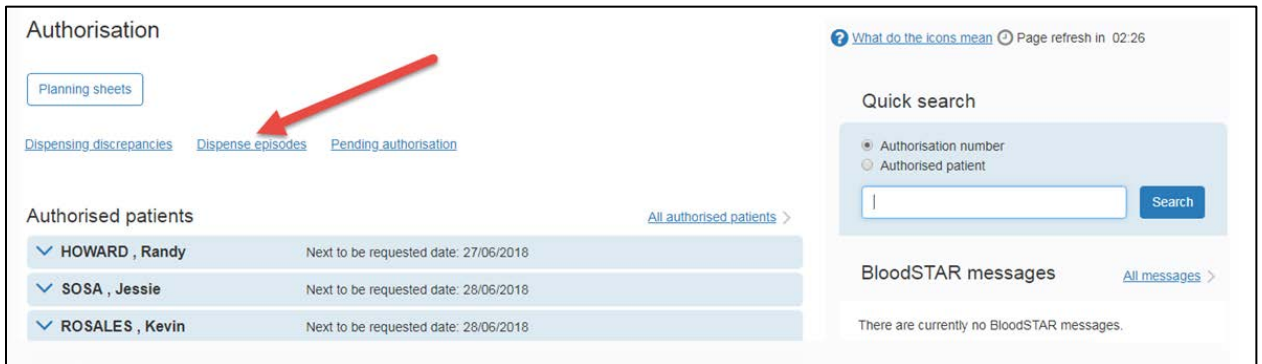 Authorisation
What do the icons mean Page refresh in 02:26
Planning sheets
Dispensing discrepancies Dispense episodes Pending authorisation
Authorised patients
All authorised patients >
HOWARD , Randy Next to be requested date: 27/06/2018
SOSA , Jessie Next to be requested date: 28/06/2018
ROSALES , Kevin Next to be requested date: 28/06/2018
Quick search
Authorisation number
Authorised patient
Search
BloodSTAR messages
All messages >
There are currently no BloodSTAR messages.